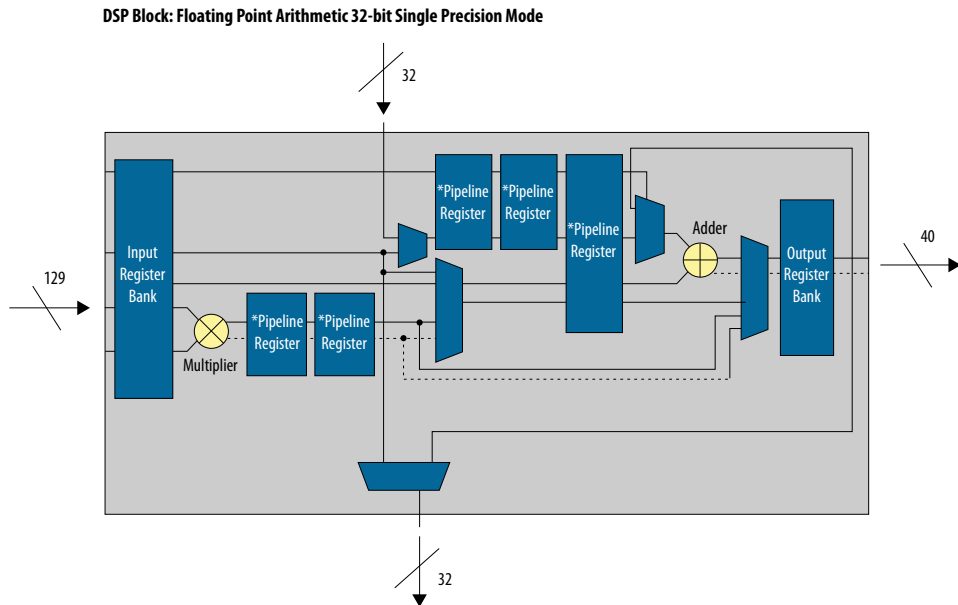 DSP Block: Floating Point Arithmetic 32-bit Single Precision Mode
32
129
Input
Register
Bank
Multiplier
*Pipeline
Register
*Pipeline
Register
*Pipeline
Register
*Pipeline
Register
*Pipeline
Register
Adder
Output
Register
Bank
40
32